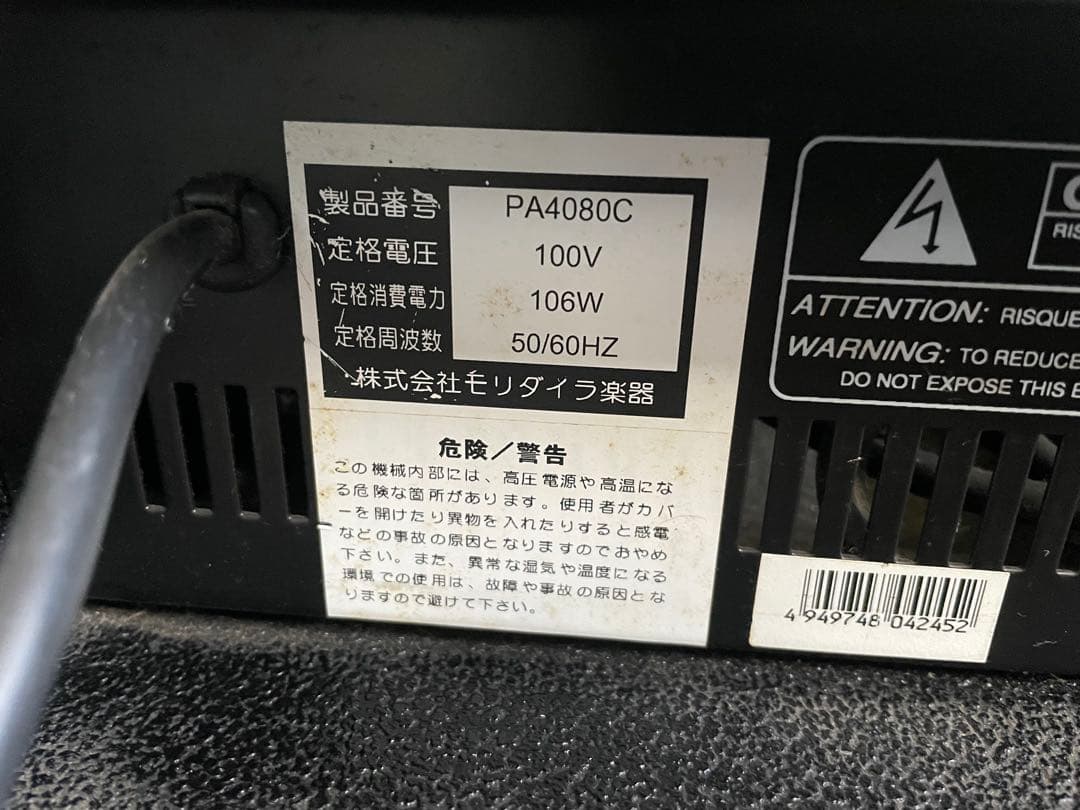 製品番号 PA4080C
定格電圧 100V
定格消費電力 106W
定格周波数 50/60HZ
株式会社モリダイラ楽器
危険／警告
この機械内部には、高圧電源や高温にな
る危険な箇所があります。使用者がカバ
ーを開けたり異物を入れたりすると感電
などの事故の原因となりますのでおやめ
下さい。また、異常な湿気や温度になる
環境での使用は、故障や事故の原因とな
りますので避けて下さい。
ATTENTION: RISQUE
WARNING: TO REDUCE
DO NOT EXPOSE THIS
4 949748 042452